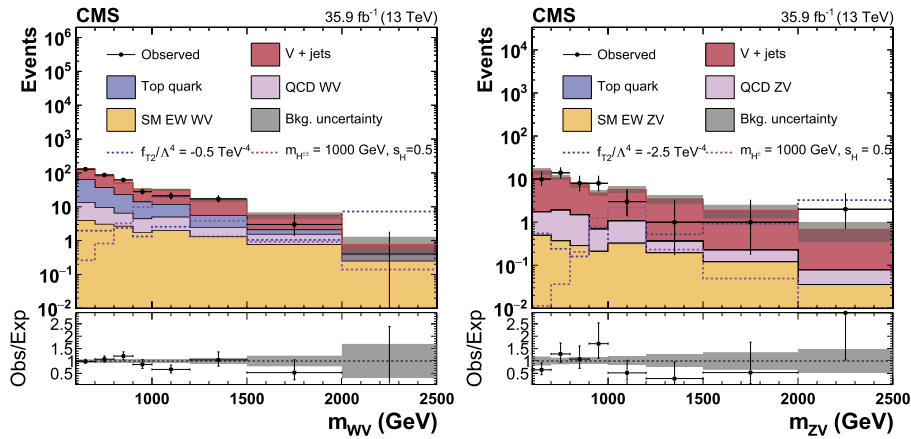 CMS 35.9 fb⁻¹ (13 TeV)
Events
10⁶
10⁵
10⁴
10³
10²
10
1
10⁻¹
10⁻²
Observed
V + jets
Top quark
QCD WV
SM EW WV
Bkg. uncertainty
f_T2/Λ⁴ = -0.5 TeV⁻⁴
m_H±± = 1000 GeV, s_H=0.5
Obs/Exp
2.5
2
1.5
1
0.5
1000 1500 2000 2500
m_WV (GeV)
CMS 35.9 fb⁻¹ (13 TeV)
Events
10⁴
10³
10²
10
1
10⁻¹
10⁻²
Observed
V + jets
Top quark
QCD ZV
SM EW ZV
Bkg. uncertainty
f_T2/Λ⁴ = -2.5 TeV⁻⁴
m_H± = 1000 GeV, s_H = 0.5
Obs/Exp
2.5
2
1.5
1
0.5
1000 1500 2000 2500
m_ZV (GeV)